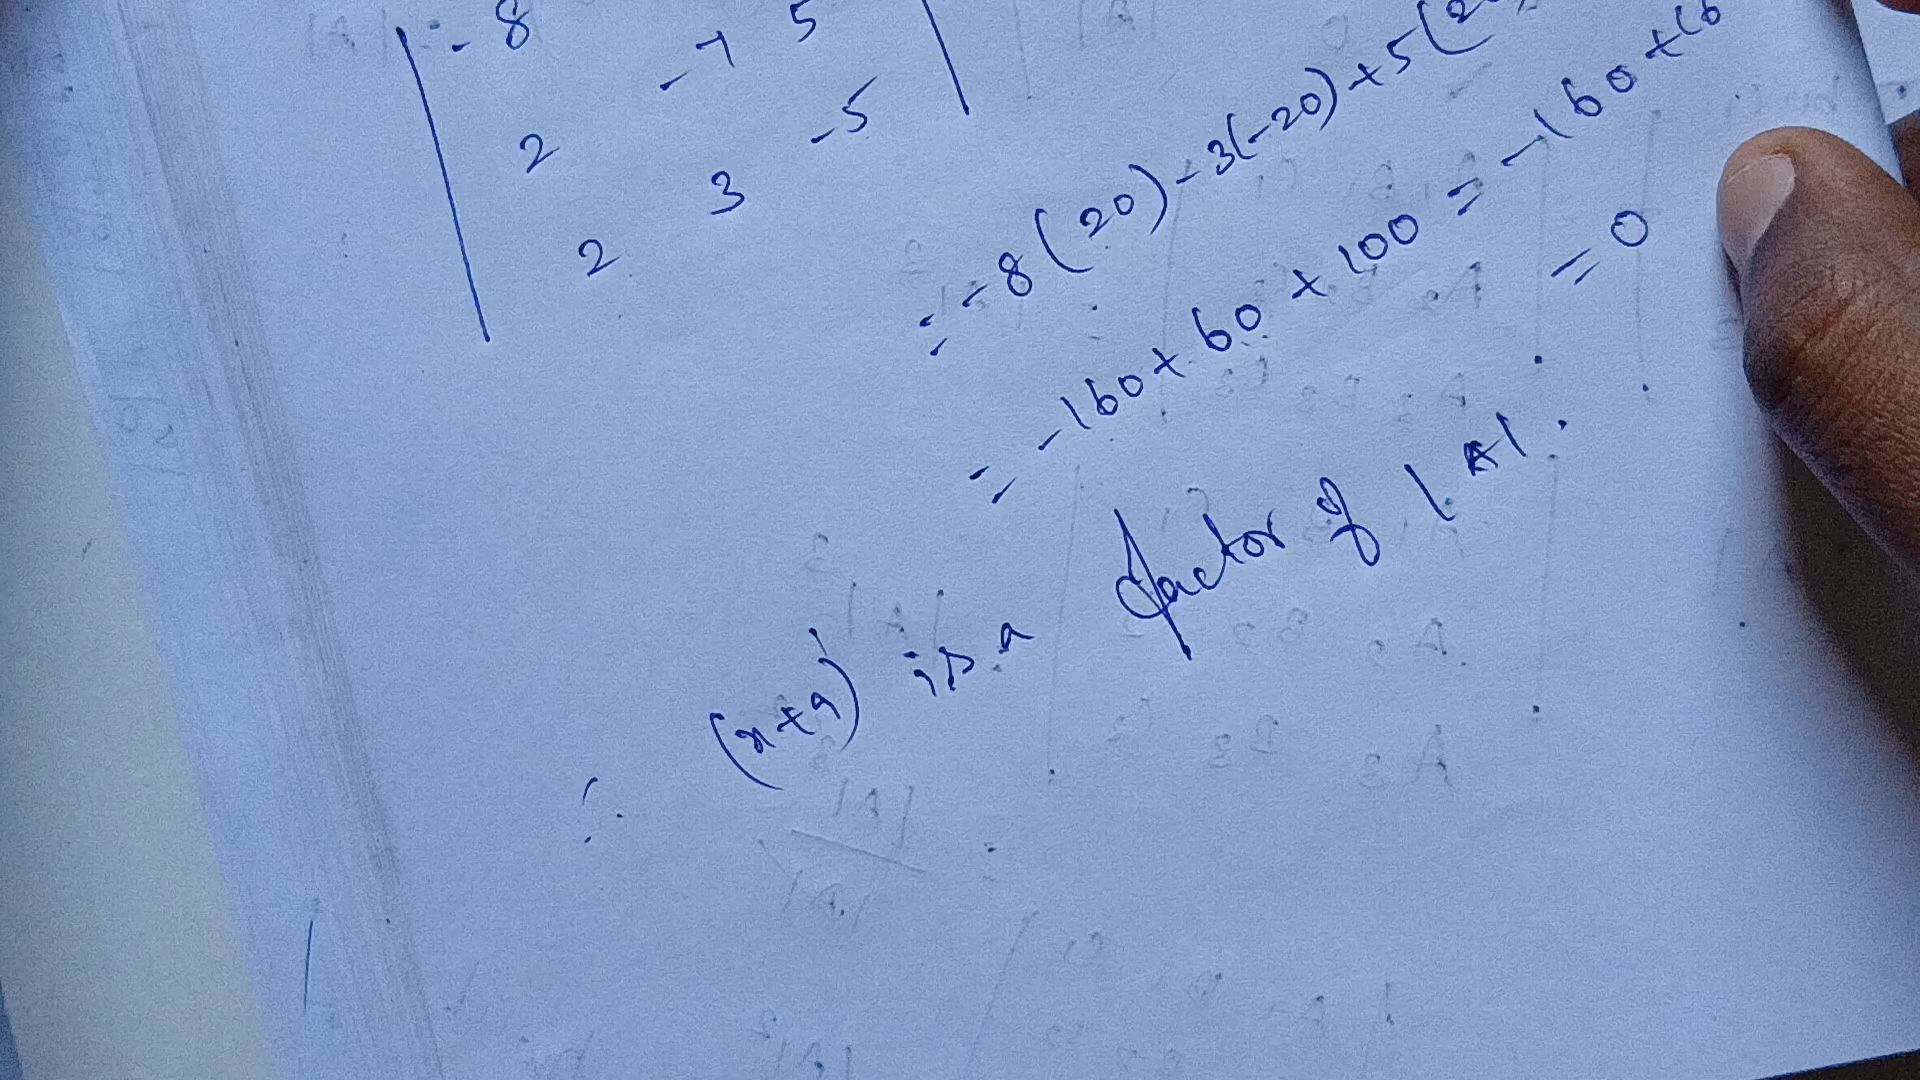 -8
-7 5
2 3 -5
2
= -8(20) -3(-20) +5(20
= -160 + 60 + 100 = -160 +16
= 0
∴ (x+9) is a factor of |A|.